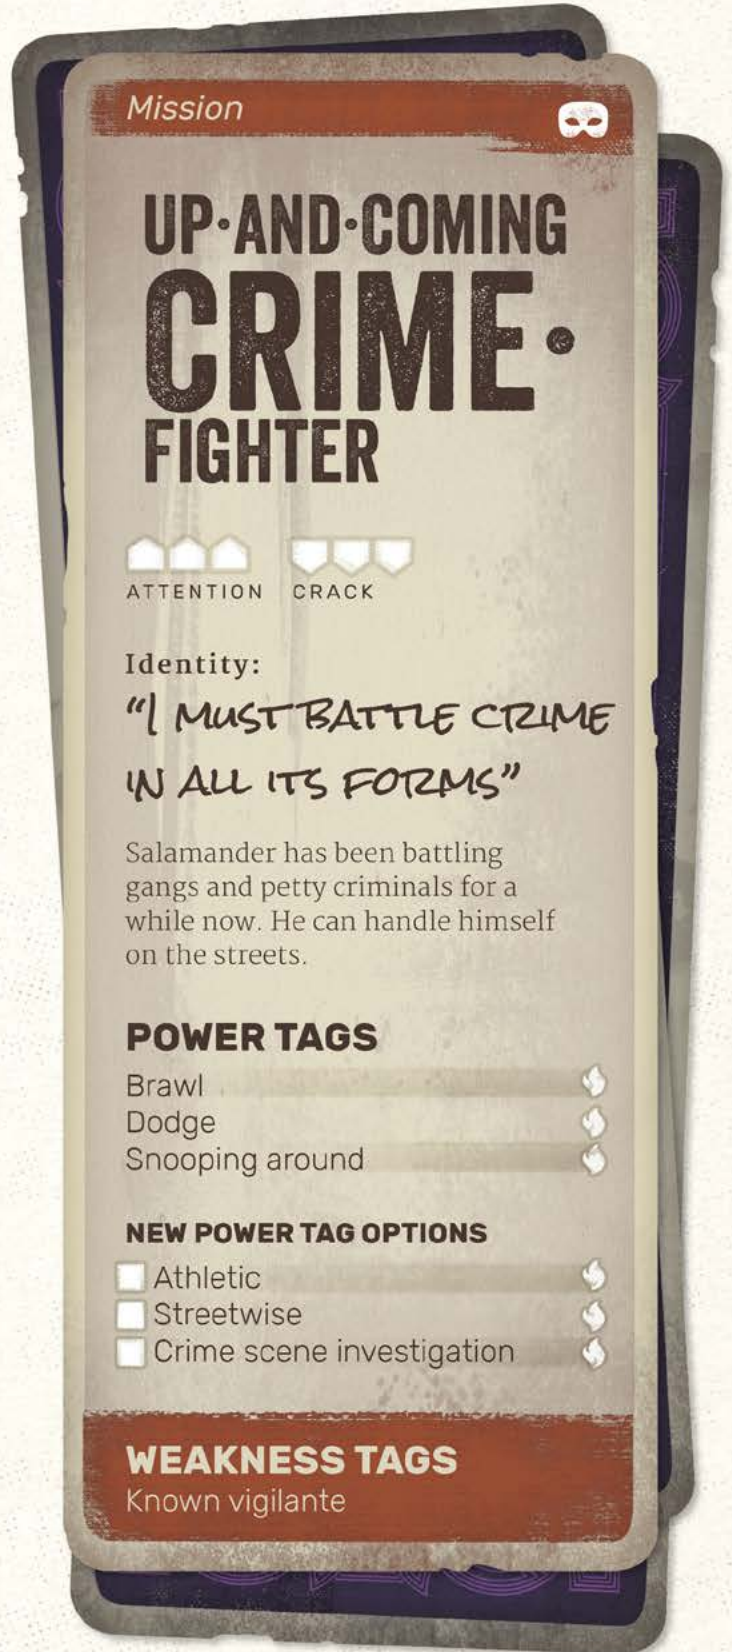 Mission
UP·AND·COMING
CRIME·
FIGHTER
ATTENTION CRACK
Identity:
“I MUST BATTLE CRIME
IN ALL ITS FORMS”
Salamander has been battling
gangs and petty criminals for a
while now. He can handle himself
on the streets.
POWER TAGS
Brawl
Dodge
Snooping around
NEW POWER TAG OPTIONS
Athletic
Streetwise
Crime scene investigation
WEAKNESS TAGS
Known vigilante